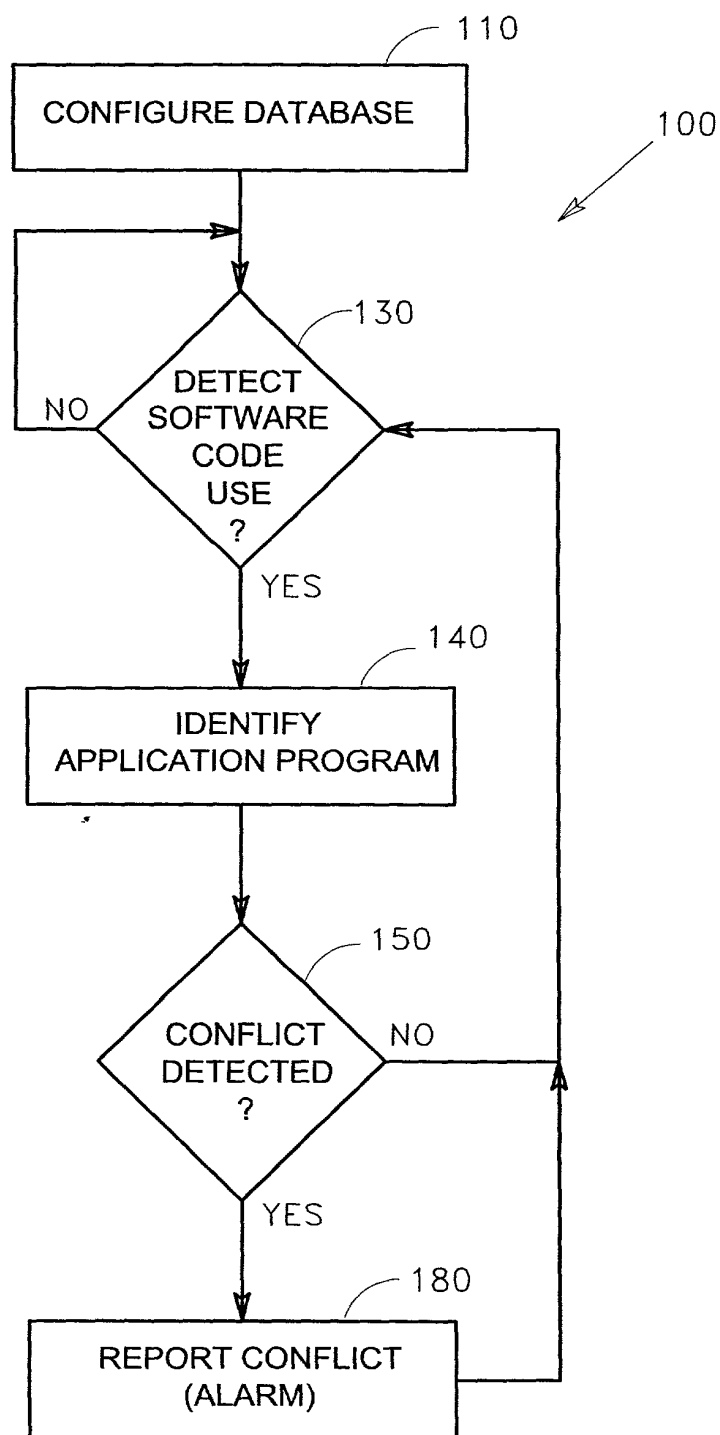 110
CONFIGURE DATABASE
100
130
DETECT
SOFTWARE
CODE
USE
?
NO
YES
140
IDENTIFY
APPLICATION PROGRAM
150
CONFLICT
DETECTED
?
NO
YES
180
REPORT CONFLICT
(ALARM)